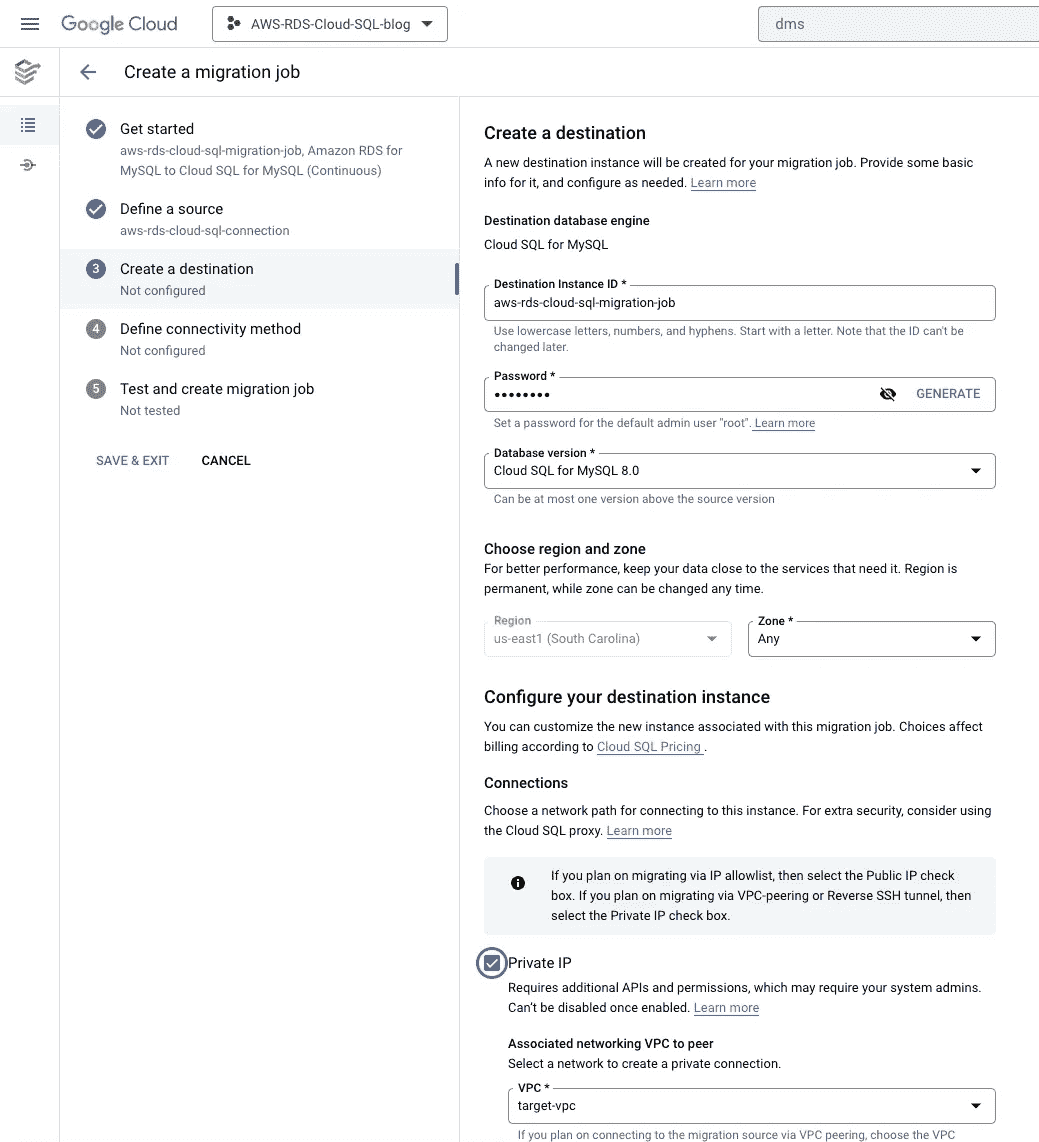 Google Cloud
AWS-RDS-Cloud-SQL-blog
dms
Create a migration job
Get started
aws-rds-cloud-sql-migration-job, Amazon RDS for
MySQL to Cloud SQL for MySQL (Continuous)
Define a source
aws-rds-cloud-sql-connection
3 Create a destination
Not configured
4 Define connectivity method
Not configured
5 Test and create migration job
Not tested
SAVE & EXIT CANCEL
Create a destination
A new destination instance will be created for your migration job. Provide some basic
info for it, and configure as needed. Learn more
Destination database engine
Cloud SQL for MySQL
Destination Instance ID *
aws-rds-cloud-sql-migration-job
Use lowercase letters, numbers, and hyphens. Start with a letter. Note that the ID can't be
changed later.
Password *
•••••••• GENERATE
Set a password for the default admin user "root". Learn more
Database version *
Cloud SQL for MySQL 8.0
Can be at most one version above the source version
Choose region and zone
For better performance, keep your data close to the services that need it. Region is
permanent, while zone can be changed any time.
Region Zone *
us-east1 (South Carolina) Any
Configure your destination instance
You can customize the new instance associated with this migration job. Choices affect
billing according to Cloud SQL Pricing .
Connections
Choose a network path for connecting to this instance. For extra security, consider using
the Cloud SQL proxy. Learn more
If you plan on migrating via IP allowlist, then select the Public IP check
box. If you plan on migrating via VPC-peering or Reverse SSH tunnel, then
select the Private IP check box.
Private IP
Requires additional APIs and permissions, which may require your system admins.
Can't be disabled once enabled. Learn more
Associated networking VPC to peer
Select a network to create a private connection.
VPC *
target-vpc
If you plan on connecting to the migration source via VPC peering, choose the VPC